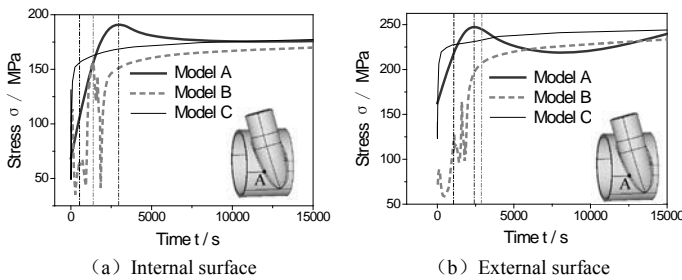 (a)
200
150
100
50
Stress σ / MPa
Model A
Model B
Model C
A
0
5000
10000
15000
Time t / s
(a) Internal surface
(b)
300
250
200
150
100
50
Stress σ / MPa
Model A
Model B
Model C
A
0
5000
10000
15000
Time t / s
(b) External surface